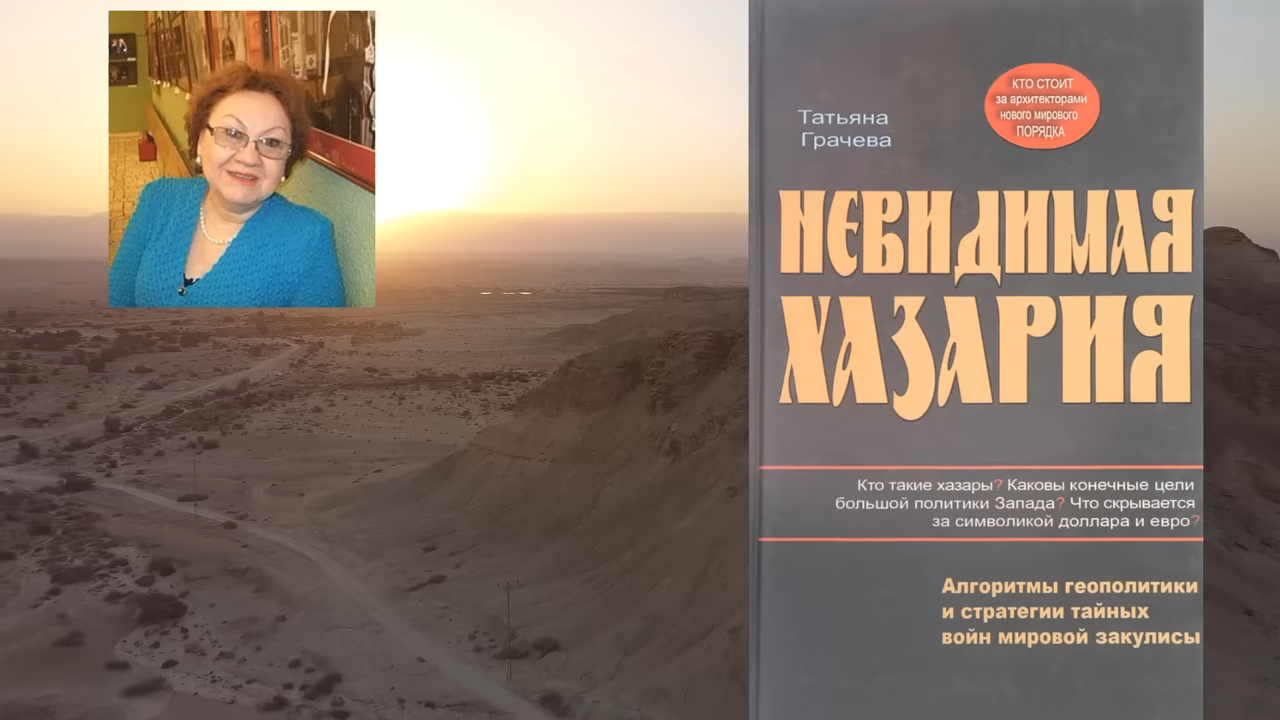 КТО СТОИТ
за архитекторами
нового мирового
ПОРЯДКА
Татьяна
Грачева
НЕВИДИМАЯ
ХАЗАРИЯ
Кто такие хазары? Каковы конечные цели
большой политики Запада? Что скрывается
за символикой доллара и евро?
Алгоритмы геополитики
и стратегии тайных
войн мировой закулисы